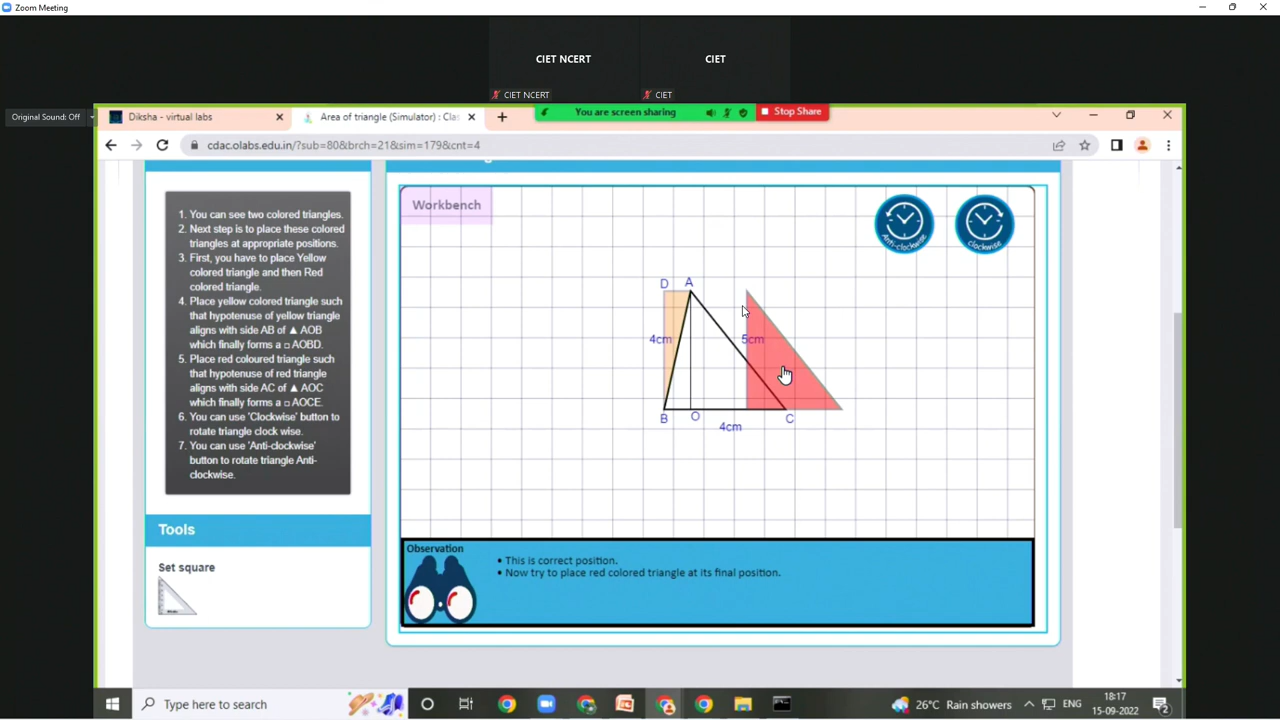 Zoom Meeting
CIET NCERT
CIET
CIET NCERT
CIET
Original Sound: Off
Diksha - virtual labs
Area of triangle (Simulator) : Clas
You are screen sharing
Stop Share
cdac.olabs.edu.in/?sub=80&brch=21&sim=179&cnt=4
1. You can see two colored triangles.
2. Next step is to place these colored
triangles at appropriate positions.
3. First, you have to place Yellow
colored triangle and then Red
colored triangle.
4. Place yellow colored triangle such
that hypotenuse of yellow triangle
aligns with side AB of ▲ AOB
which finally forms a □ AOBD.
5. Place red coloured triangle such
that hypotenuse of red triangle
aligns with side AC of ▲ AOC
which finally forms a □ AOCE.
6. You can use 'Clockwise' button to
rotate triangle clock wise.
7. You can use 'Anti-clockwise'
button to rotate triangle Anti-
clockwise.
Tools
Set square
Workbench
Anti-clockwise
clockwise
D A
4cm
5cm
B O C
4cm
Observation
• This is correct position.
• Now try to place red colored triangle at its final position.
Type here to search
26°C Rain showers
ENG
18:17
15-09-2022
2